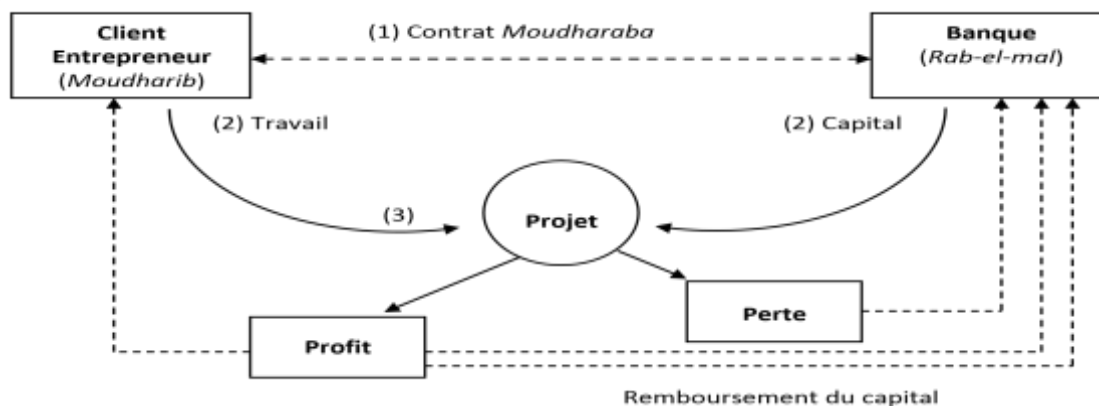 Client
Entrepreneur
(Moudharib)
(1) Contrat Moudharaba
Banque
(Rab-el-mal)
(2) Travail
(2) Capital
(3)
Projet
Profit
Perte
Remboursement du capital